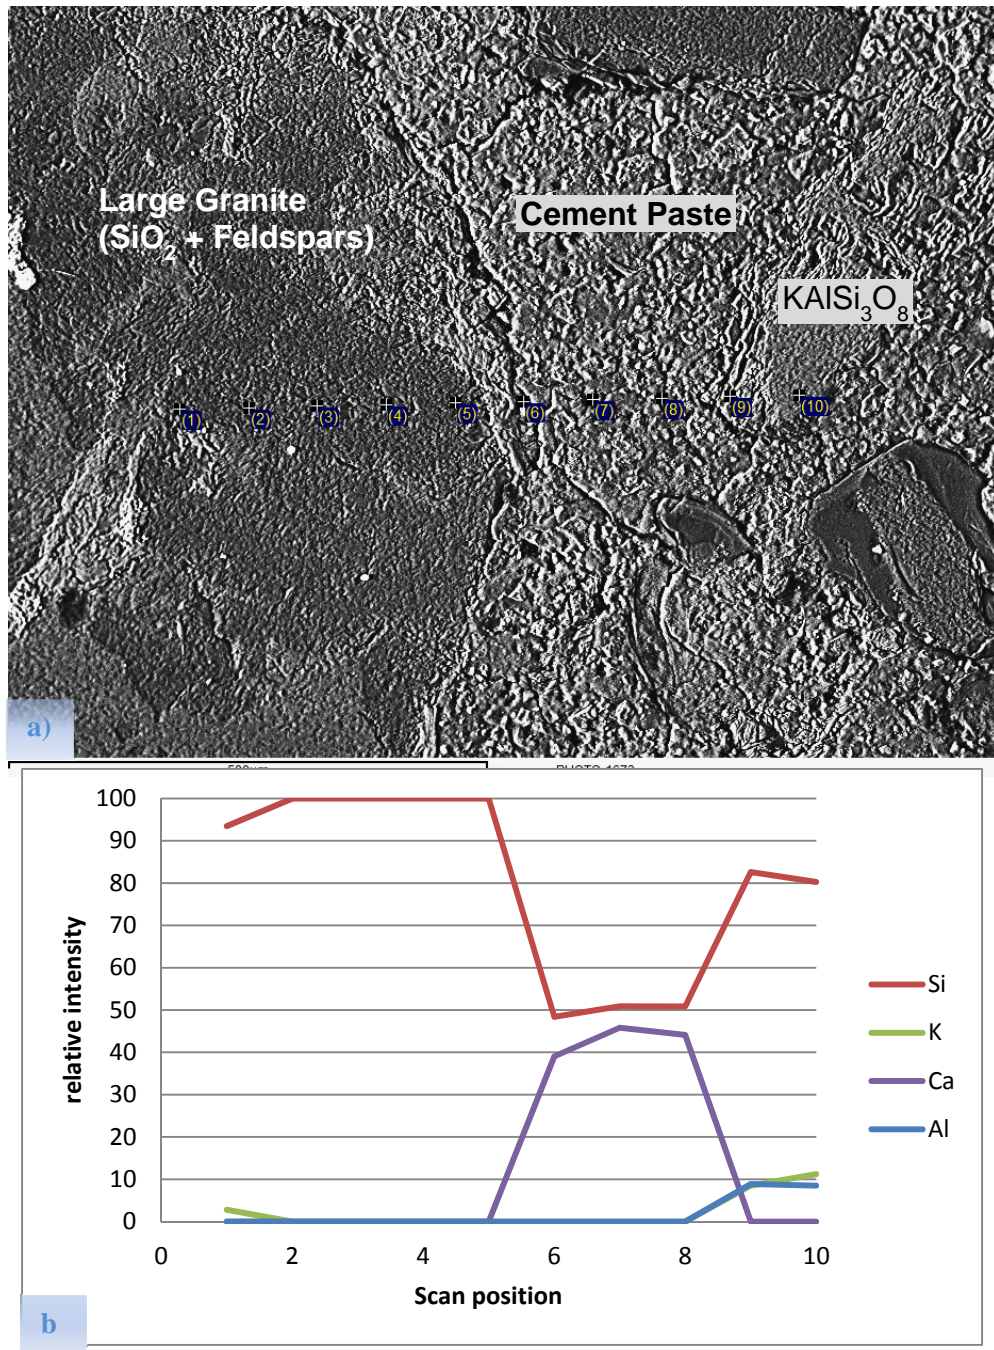 Large Granite
(SiO2 + Feldspars)
Cement Paste
KAlSi3O8
(1) (2) (3) (4) (5) (6) (7) (8) (9) (10)
a)
100
90
80
70
60
50
40
30
20
10
0
relative intensity
0 2 4 6 8 10
Scan position
Si
K
Ca
Al
b